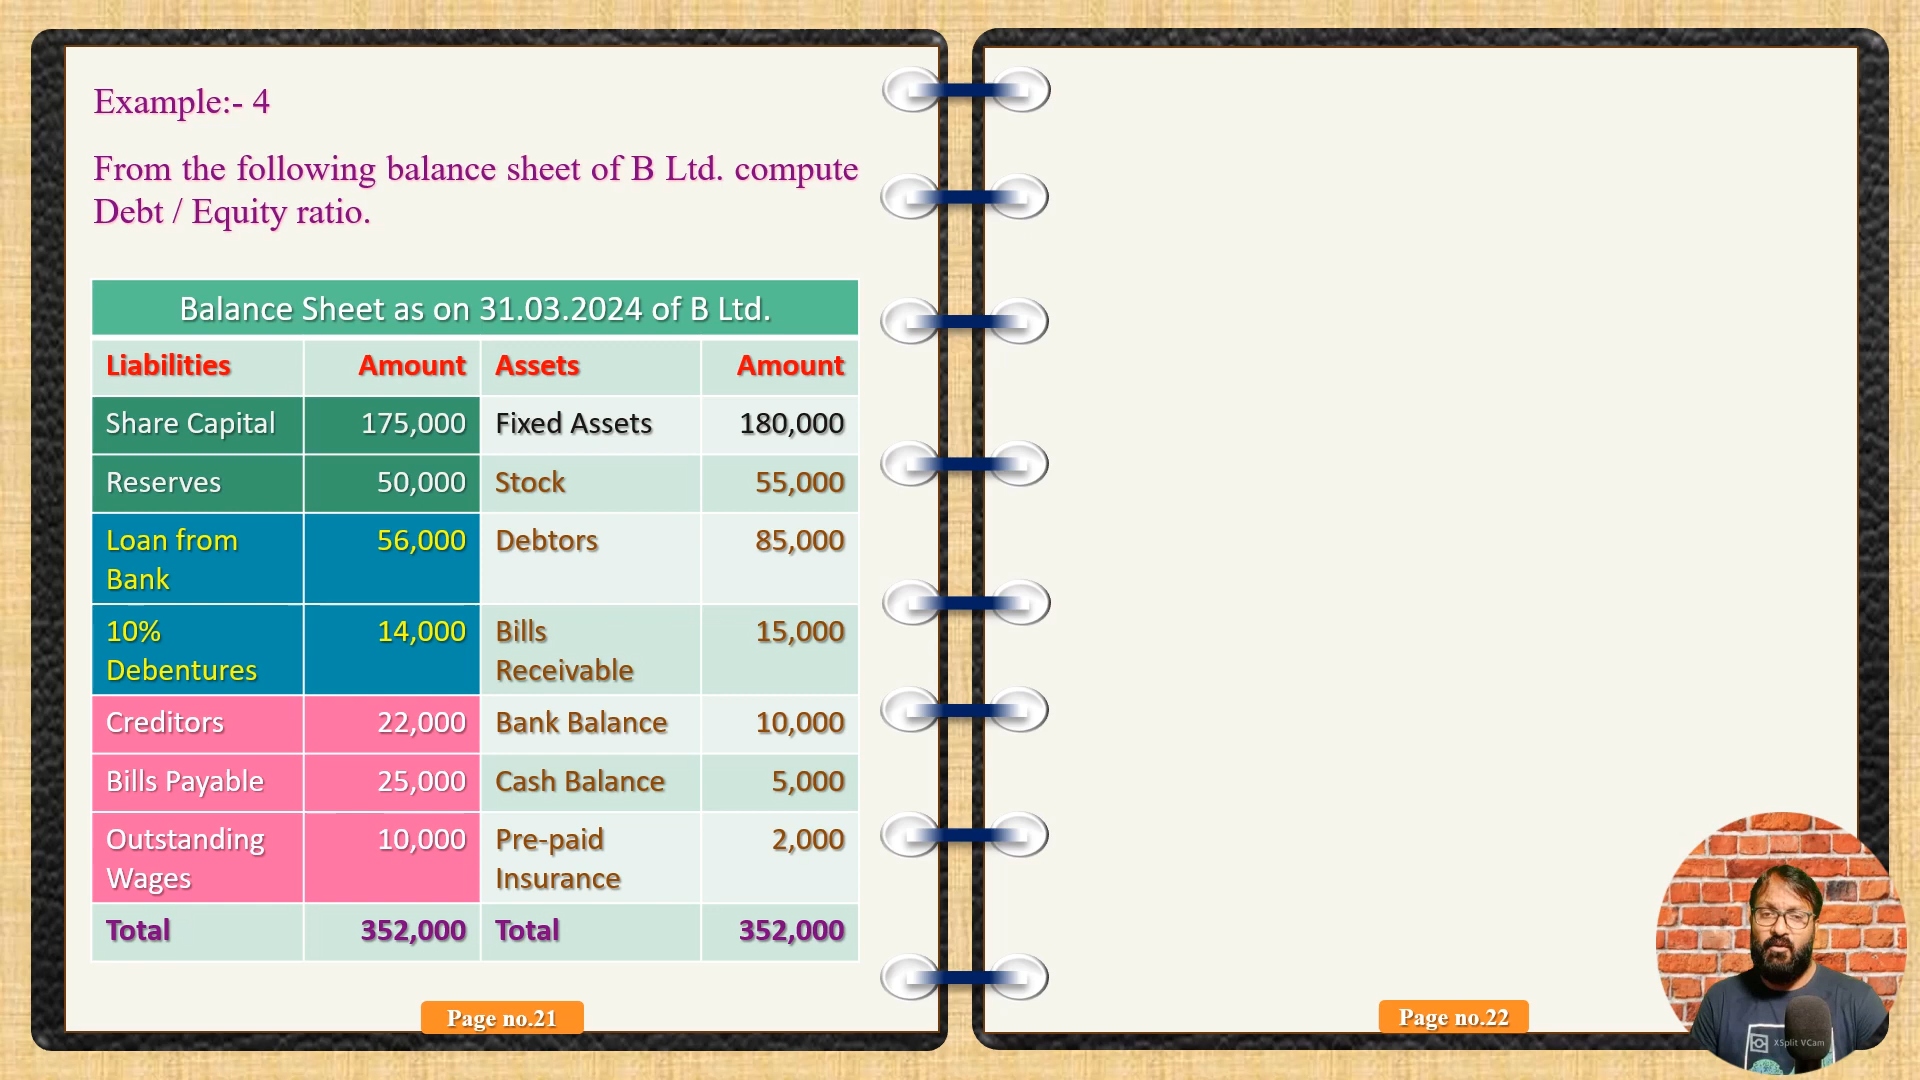 Example:- 4
From the following balance sheet of B Ltd. compute
Debt / Equity ratio.
Balance Sheet as on 31.03.2024 of B Ltd.
Liabilities Amount Assets Amount
Share Capital 175,000 Fixed Assets 180,000
Reserves 50,000 Stock 55,000
Loan from Bank 56,000 Debtors 85,000
10% Debentures 14,000 Bills Receivable 15,000
Creditors 22,000 Bank Balance 10,000
Bills Payable 25,000 Cash Balance 5,000
Outstanding Wages 10,000 Pre-paid Insurance 2,000
Total 352,000 Total 352,000
Page no.21
Page no.22
XSplit VCam